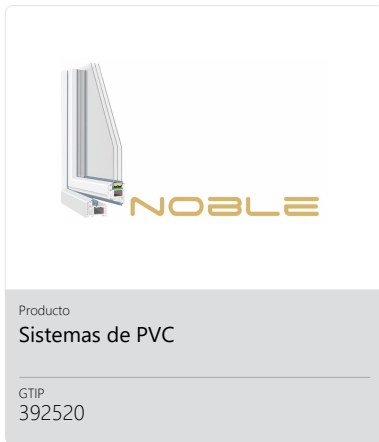 NOBLE
Producto
Sistemas de PVC
GTIP
392520